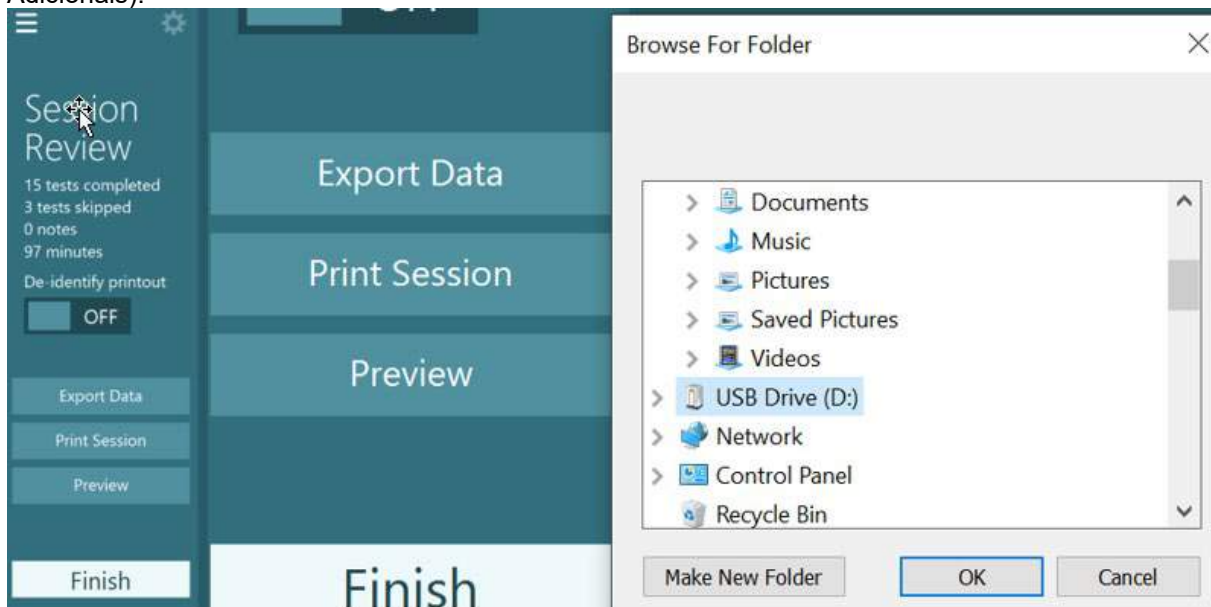 Adicionais).
OFF
Session
Review
15 tests completed
3 tests skipped
0 notes
97 minutes
De-identify printout
OFF
Export Data
Print Session
Preview
Finish
Export Data
Print Session
Preview
Finish
Browse For Folder
Documents
Music
Pictures
Saved Pictures
Videos
USB Drive (D:)
Network
Control Panel
Recycle Bin
Make New Folder
OK
Cancel